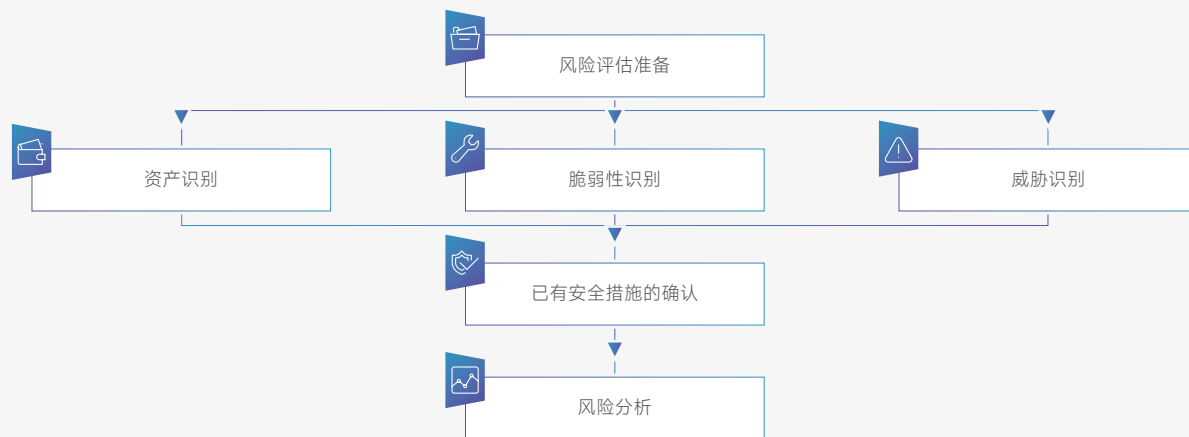 风险评估准备
资产识别
脆弱性识别
威胁识别
已有安全措施的确认
风险分析